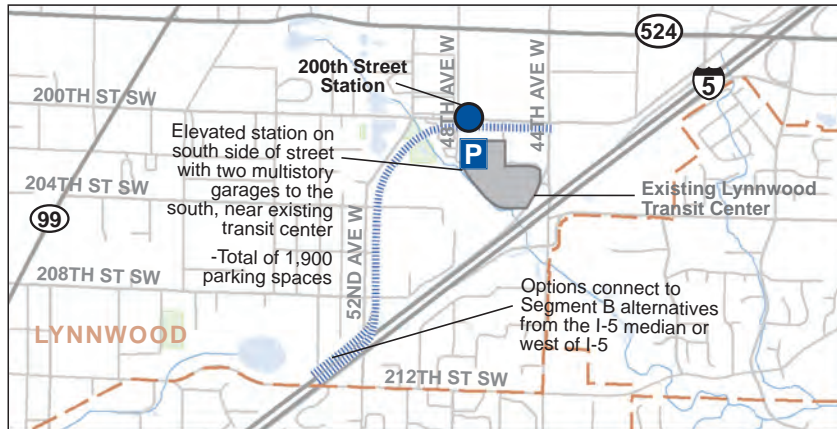 524
200th Street
Station
48TH AVE W
44TH AVE W
5
200TH ST SW
Elevated station on
south side of street
with two multistory
garages to the
south, near existing
transit center
-Total of 1,900
parking spaces
P
204TH ST SW
Existing Lynnwood
Transit Center
99
52ND AVE W
208TH ST SW
Options connect to
Segment B alternatives
from the I-5 median or
west of I-5
LYNNWOOD
212TH ST SW